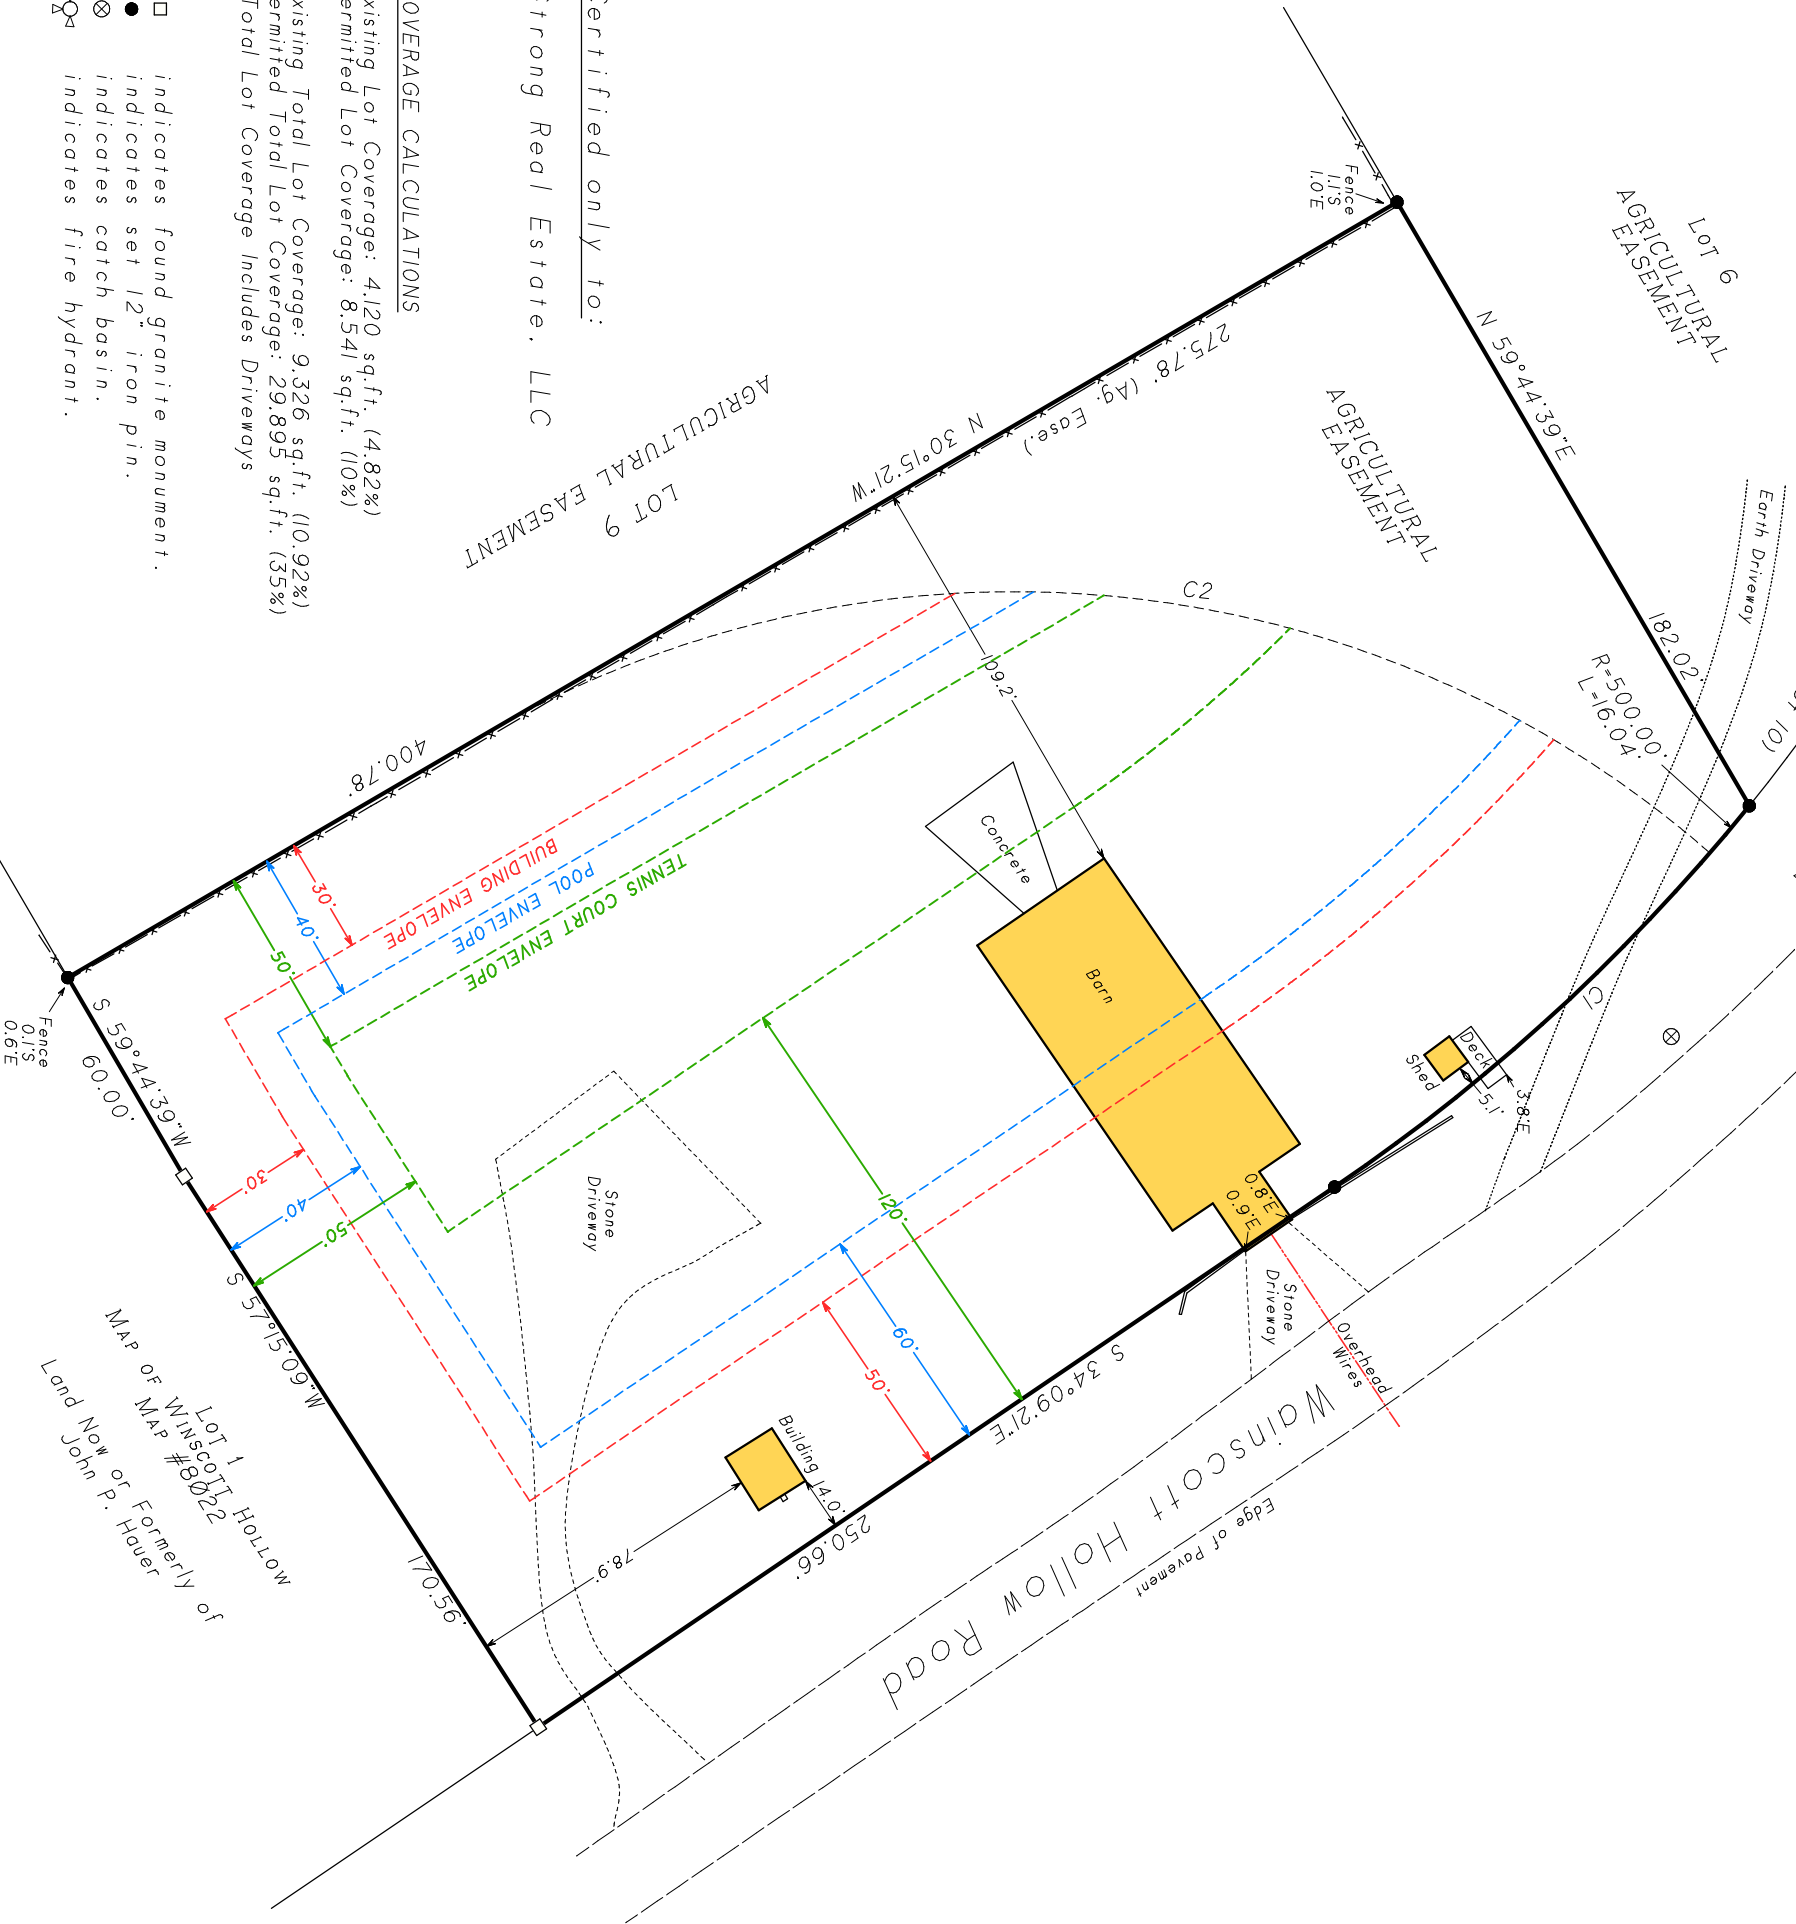 Certified only to:
Strong Real Estate, LLC
COVERAGE CALCULATIONS
Existing Lot Coverage: 4,120 sq.ft. (4.82%)
Permitted Lot Coverage: 8,541 sq.ft. (10%)
Existing Total Lot Coverage: 9,326 sq.ft. (10.92%)
Permitted Total Lot Coverage: 29,895 sq.ft. (35%)
Total Lot Coverage Includes Driveways
indicates found granite monument.
indicates set 12" iron pin.
indicates catch basin.
indicates fire hydrant.
LOT 6
AGRICULTURAL
EASEMENT
N 59°44'39"E
182.02'
Earth Driveway
R=500.00'
L=16.04'
10)
Fence
1.1'S
1.0'E
275.78' (Ag. Ease.)
N 30°15'21"W
AGRICULTURAL
EASEMENT
LOT 9
AGRICULTURAL EASEMENT
400.78'
C2
109.2'
Concrete
Barn
C1
Deck
Shed
5.1'
3.8'E
0.8'E
0.9'E
BUILDING ENVELOPE
POOL ENVELOPE
TENNIS COURT ENVELOPE
30'
40'
50'
30'
40'
50'
120'
60'
50'
Stone
Driveway
Stone
Driveway
Overhead
Wires
Fence
0.1'S
0.6'E
S 59°44'39"W
60.00'
S 57°15'09"W
170.56'
LOT 1
MAP OF WINSCOTT HOLLOW
MAP #8022
Land Now or Formerly of
John P. Hauer
Building
14.0'
78.9'
S 34°09'21"E
250.66'
Wainscott Hollow Road
Edge of Pavement